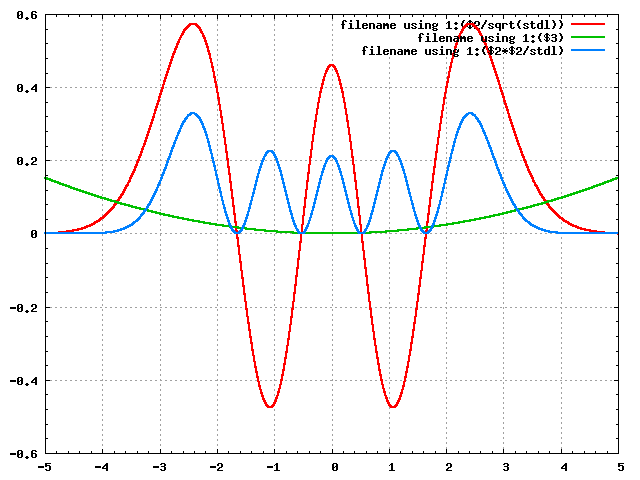 filename using 1:($2/sqrt(stdl))
filename using 1:($3)
filename using 1:($2*$2/stdl)
0.6
0.4
0.2
0
-0.2
-0.4
-0.6
-5 -4 -3 -2 -1 0 1 2 3 4 5